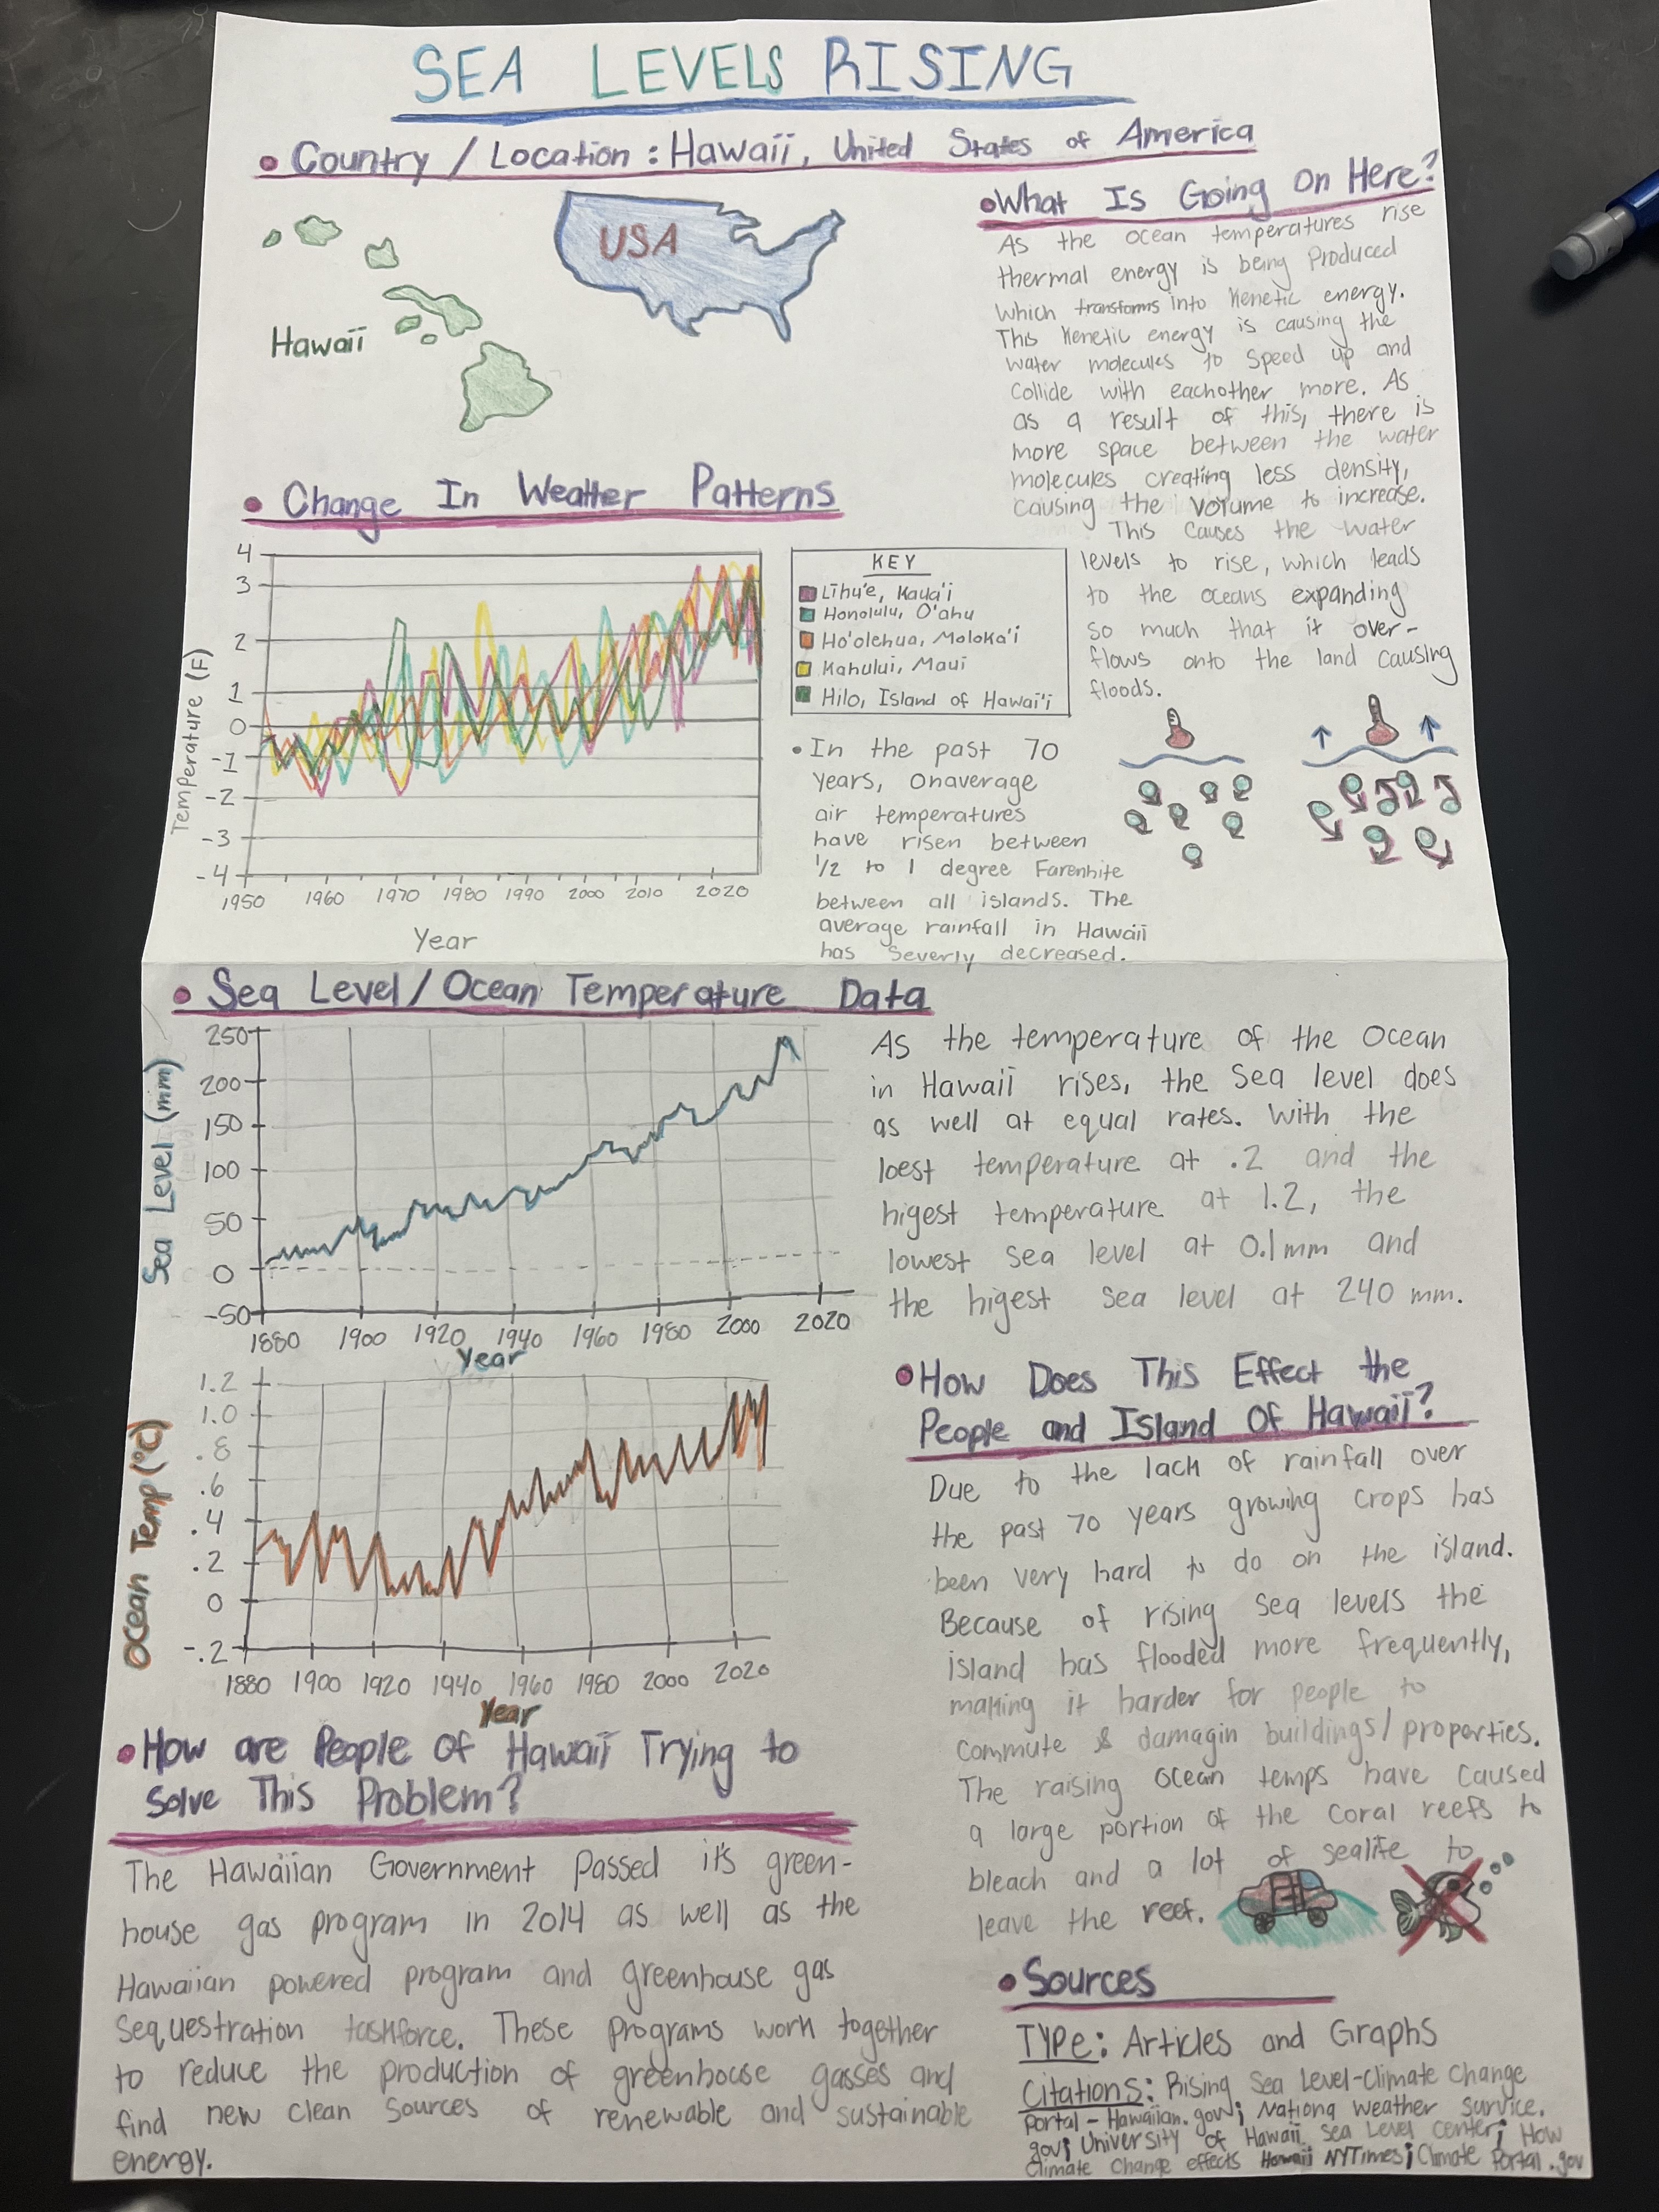 SEA LEVELS RISING
• Country / Location : Hawaii, United States of America
USA
Hawaii
• What Is Going On Here?
As the ocean temperatures rise
thermal energy is being Produced
which transforms into Kenetic energy.
This Kenetic energy is causing the
water molecules to speed up and
collide with eachother more. As
as a result of this, there is
more space between the water
molecules creating less density,
causing the volume to increase.
This causes the water
levels to rise, which leads
to the oceans expanding
so much that it over-
flows onto the land causing
floods.
• Change In Weather Patterns
4
3
2
1
0
-1
-2
-3
-4
Temperature (F)
1950 1960 1970 1980 1990 2000 2010 2020
Year
KEY
Līhu'e, Kaua'i
Honolulu, O'ahu
Ho'olehua, Moloka'i
Kahului, Maui
Hilo, Island of Hawai'i
• In the past 70
years, onaverage
air temperatures
have risen between
1/2 to 1 degree Farenhite
between all islands. The
average rainfall in Hawaii
has severly decreased.
• Sea Level/Ocean Temperature Data
250
200
150
100
50
0
-50
Sea Level (mm)
1880 1900 1920 1940 1960 1980 2000 2020
Year
1.2
1.0
.8
.6
.4
.2
0
-.2
Ocean Temp (°C)
1880 1900 1920 1940 1960 1980 2000 2020
Year
As the temperature of the Ocean
in Hawaii rises, the Sea level does
as well at equal rates. With the
loest temperature at .2 and the
higest temperature at 1.2, the
lowest sea level at 0.1mm and
the higest sea level at 240 mm.
• How Does This Effect the
People and Island Of Hawaii?
Due to the lack of rainfall over
the past 70 years growing crops has
been very hard to do on the island.
Because of rising sea levels the
island has flooded more frequently,
making it harder for people to
commute & damagin buildings/properties.
The raising ocean temps have caused
a large portion of the coral reefs to
bleach and a lot of sealife to
leave the reef.
• How are People of Hawaii Trying to
Solve This Problem?
The Hawaiian Government passed it's green-
house gas program in 2014 as well as the
Hawaiian powered program and greenhouse gas
sequestration taskforce. These programs work together
to reduce the production of greenhouse gasses and
find new clean sources of renewable and sustainable
energy.
• Sources
TYPE: Articles and Graphs
Citations: Rising Sea Level-Climate Change
Portal - Hawaiian.gov; Nationa Weather survice.
gov; University of Hawaii Sea Level Center; How
Climate Change effects Hawaii NYTimes; Climate Portal.gov